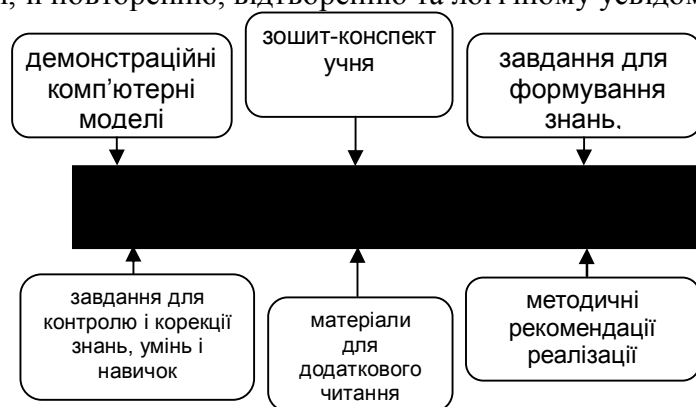 її повторенню, відтворенню та логічному усвідом
демонстраційні
комп’ютерні
моделі
зошит-конспект
учня
завдання для
формування
знань,
завдання для
контролю і корекції
знань, умінь і
навичок
матеріали
для
додаткового
читання
методичні
рекомендації
реалізації